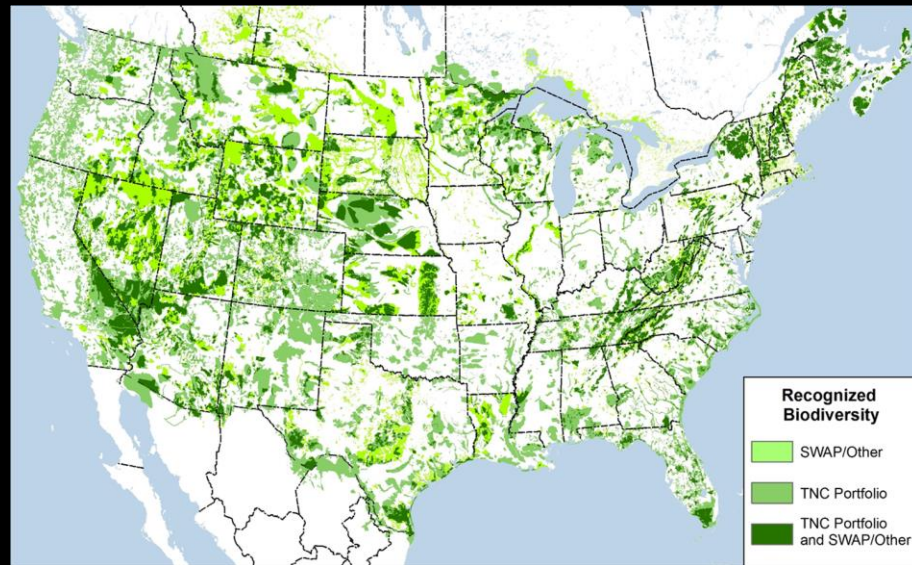 Recognized
Biodiversity
SWAP/Other
TNC Portfolio
TNC Portfolio
and SWAP/Other